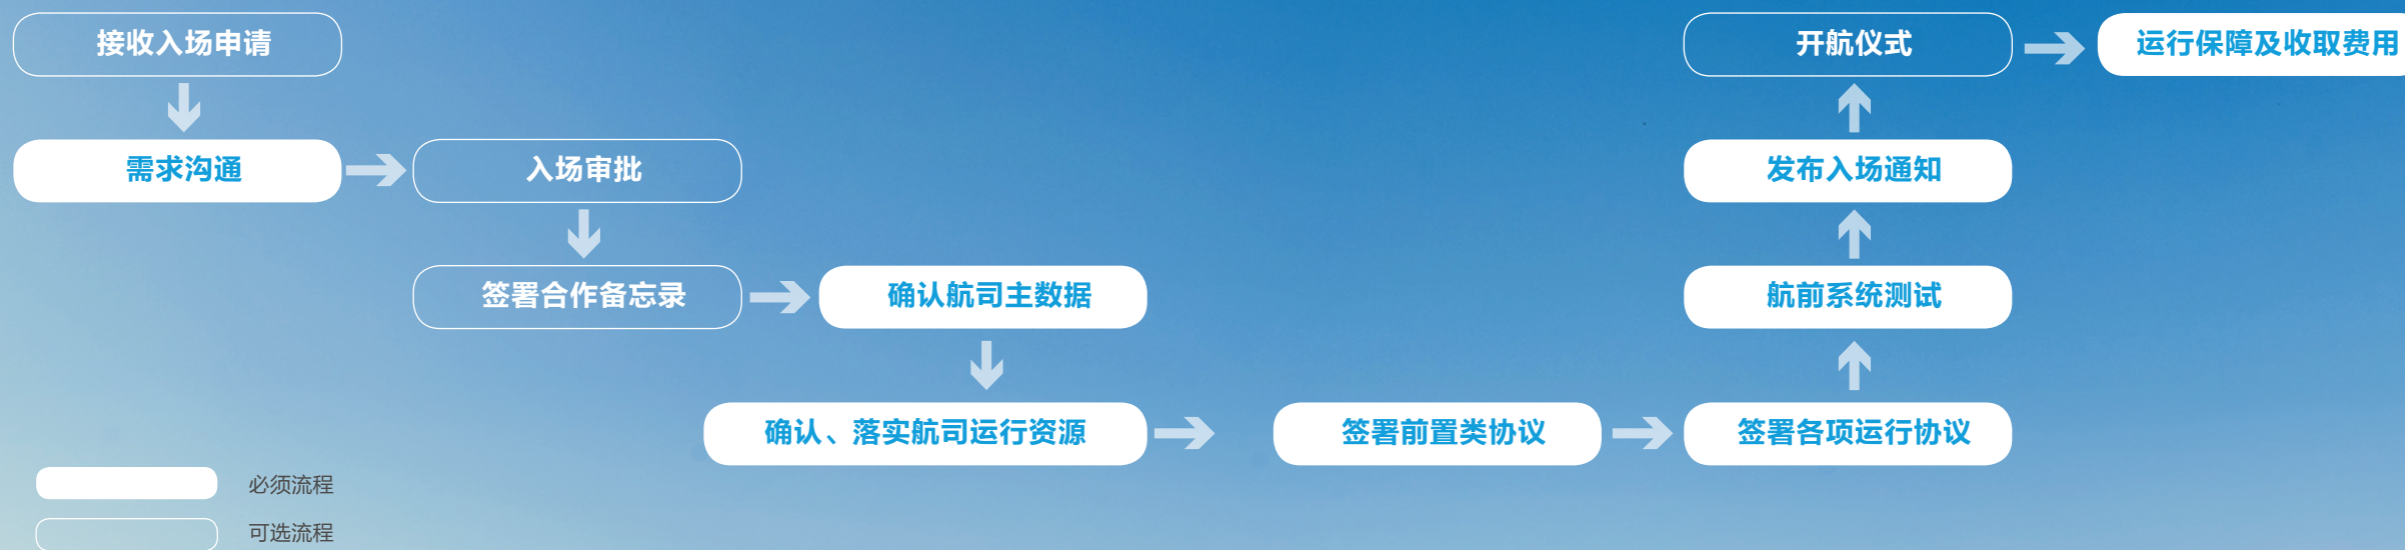 接收入场申请
需求沟通
入场审批
签署合作备忘录
确认航司主数据
确认、落实航司运行资源
签署前置类协议
签署各项运行协议
航前系统测试
发布入场通知
开航仪式
运行保障及收取费用
必须流程
可选流程